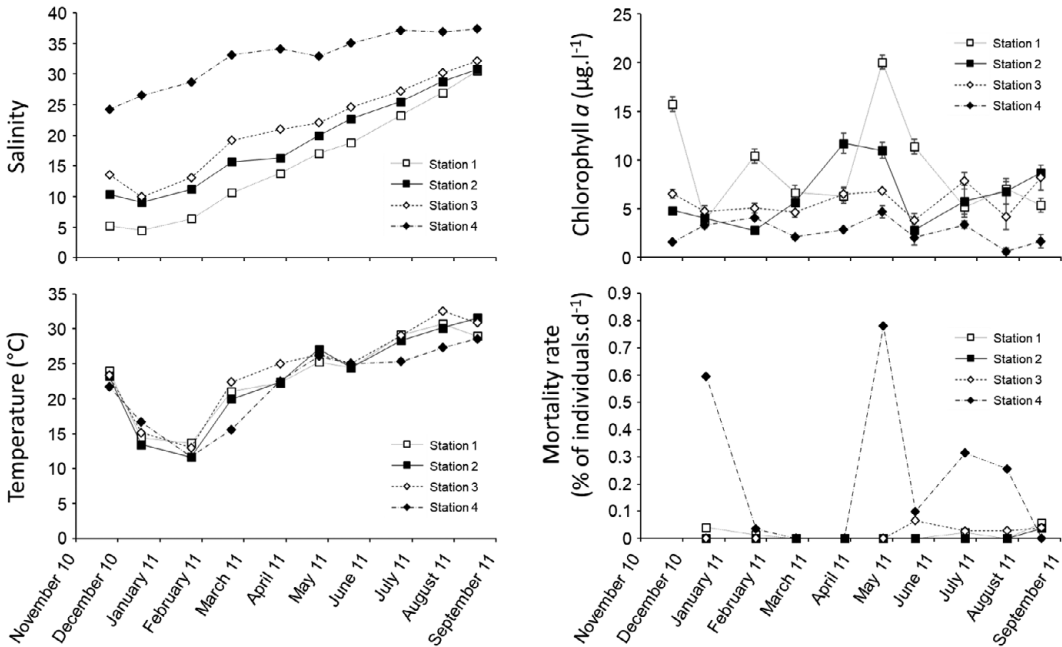 Salinity
40
35
30
25
20
15
10
5
0
Station 1
Station 2
Station 3
Station 4
Chlorophyll a (µg.l-1)
25
20
15
10
5
0
Station 1
Station 2
Station 3
Station 4
Temperature (°C)
35
30
25
20
15
10
5
0
Station 1
Station 2
Station 3
Station 4
November 10
December 10
January 11
February 11
March 11
April 11
May 11
June 11
July 11
August 11
September 11
Mortality rate
(% of individuals.d-1)
0.9
0.8
0.7
0.6
0.5
0.4
0.3
0.2
0.1
0
Station 1
Station 2
Station 3
Station 4
November 10
December 10
January 11
February 11
March 11
April 11
May 11
June 11
July 11
August 11
September 11